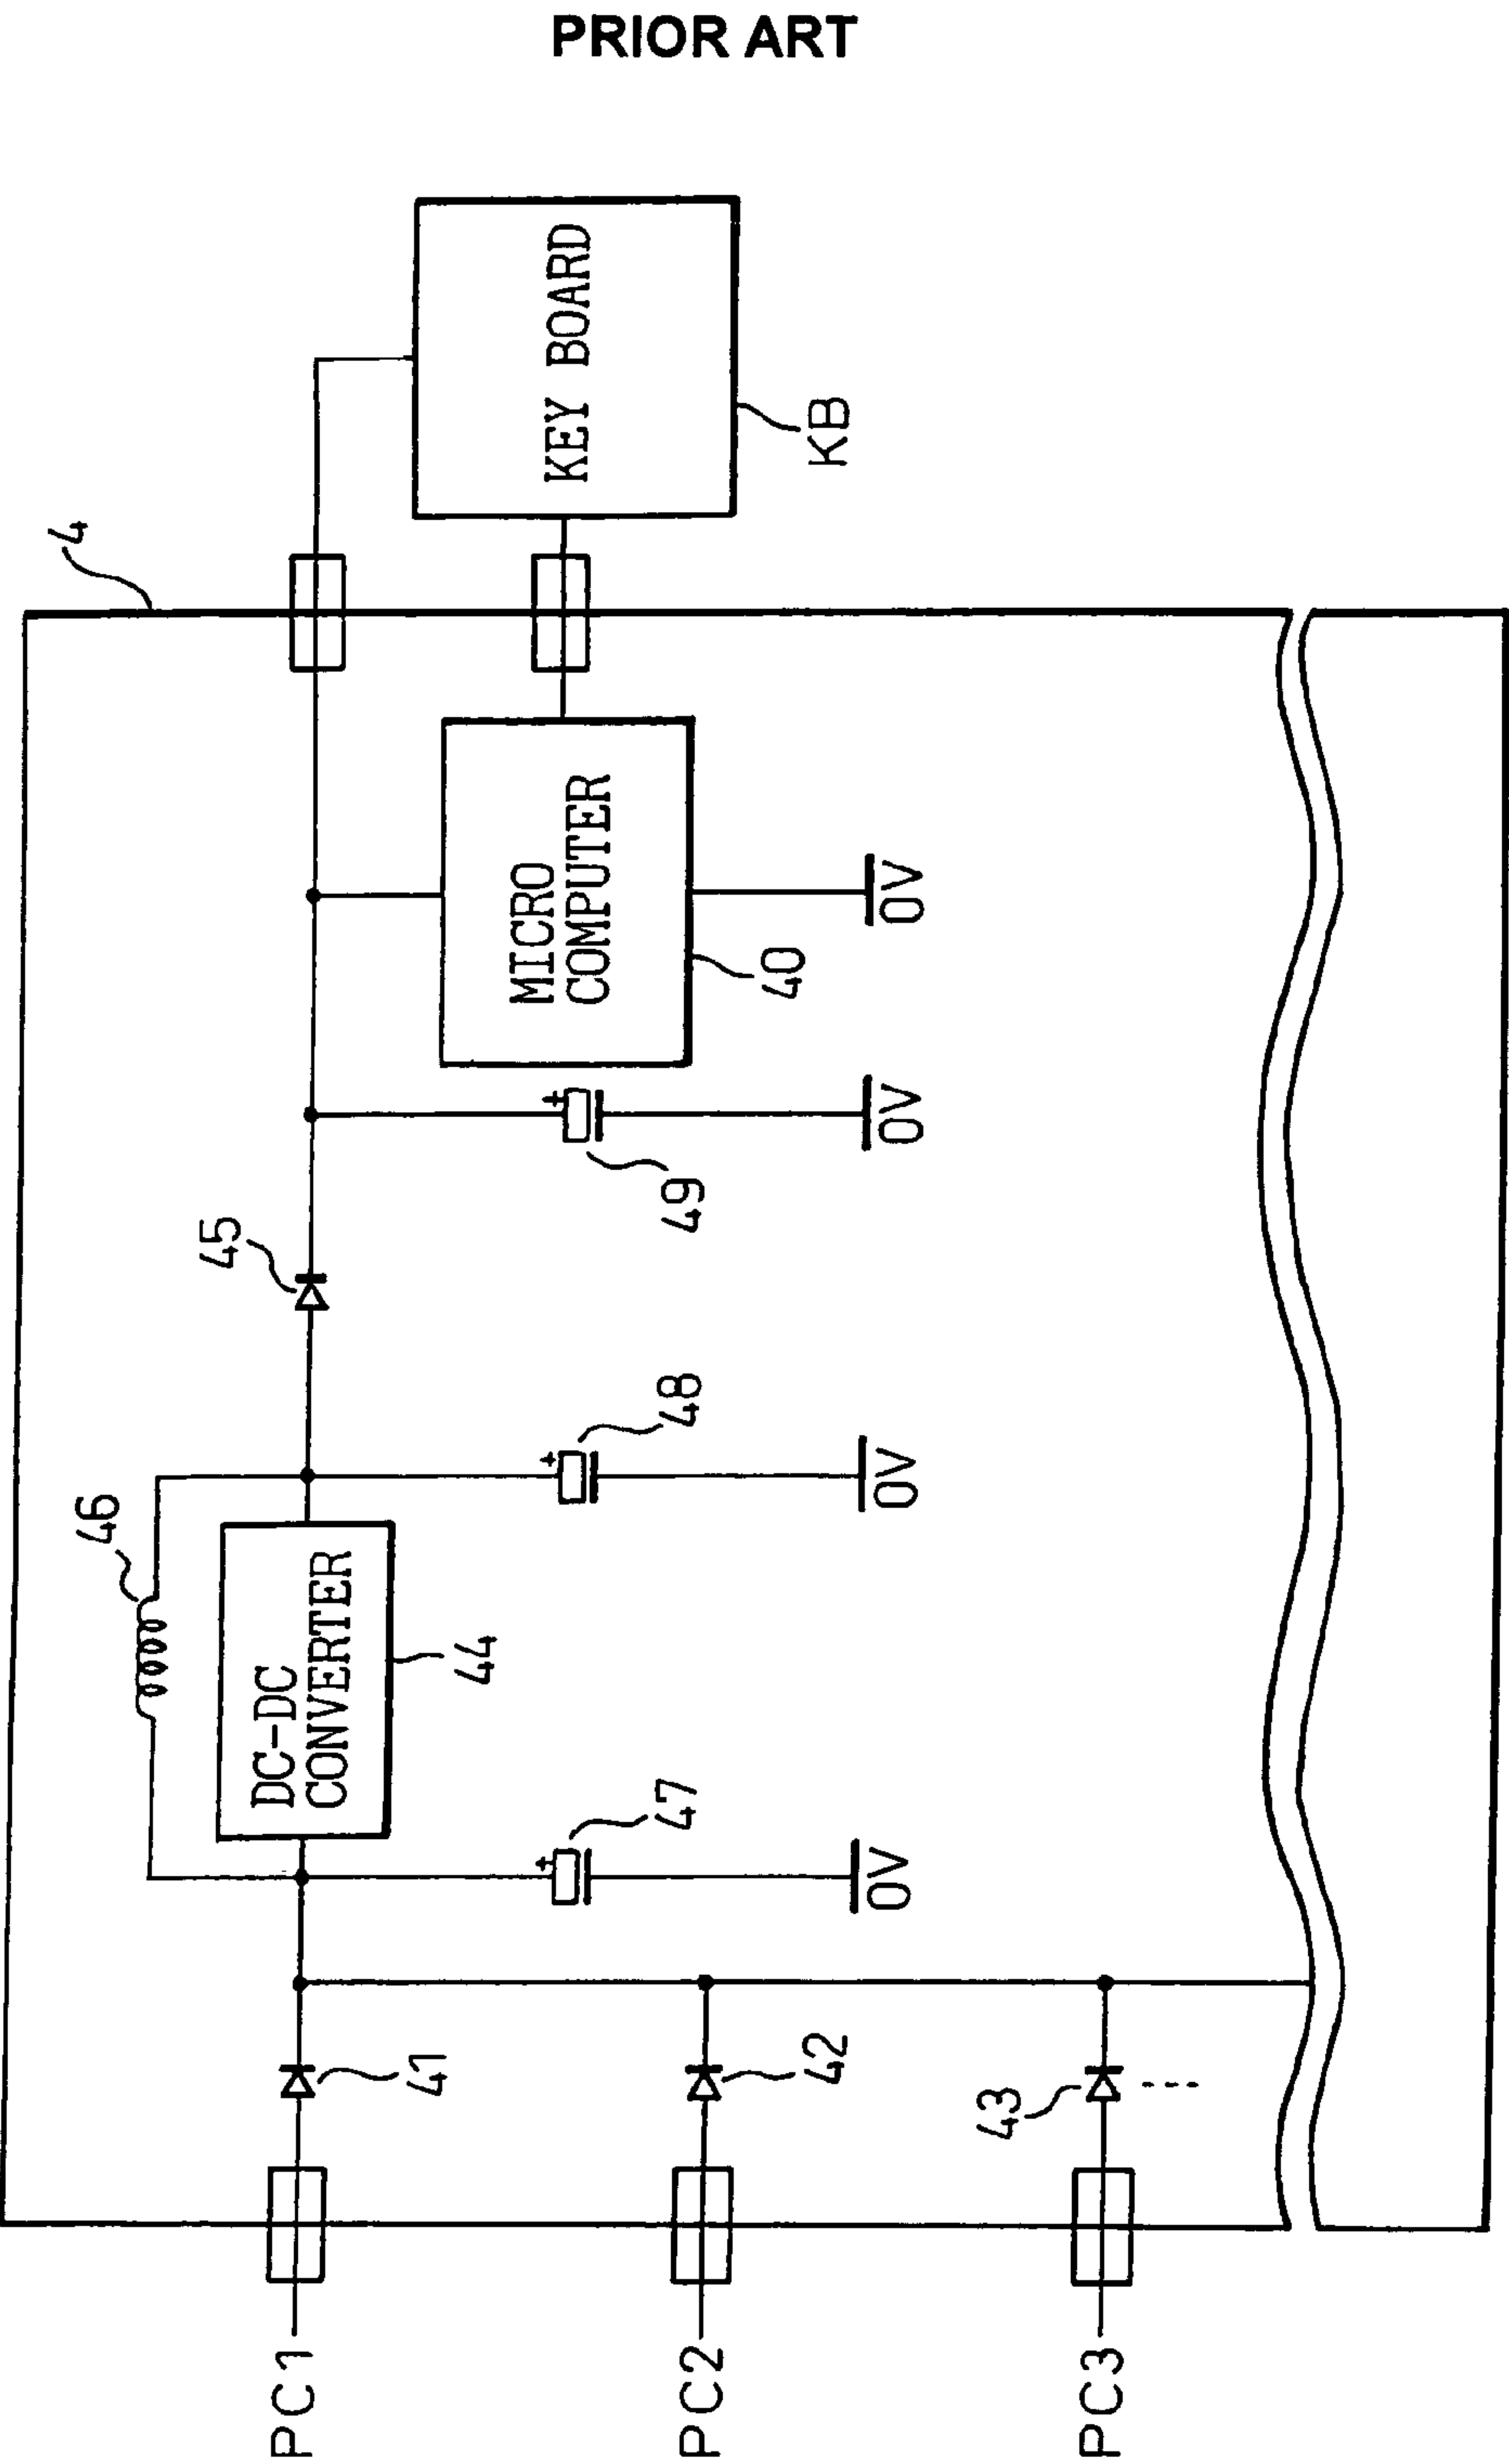 PRIOR ART
4
46
45
DC-DC
CONVERTER
44
47
48
49
MICRO
COMPUTER
40
KEY BOARD
KB
0V
0V
0V
0V
PC1
41
PC2
42
PC3
43